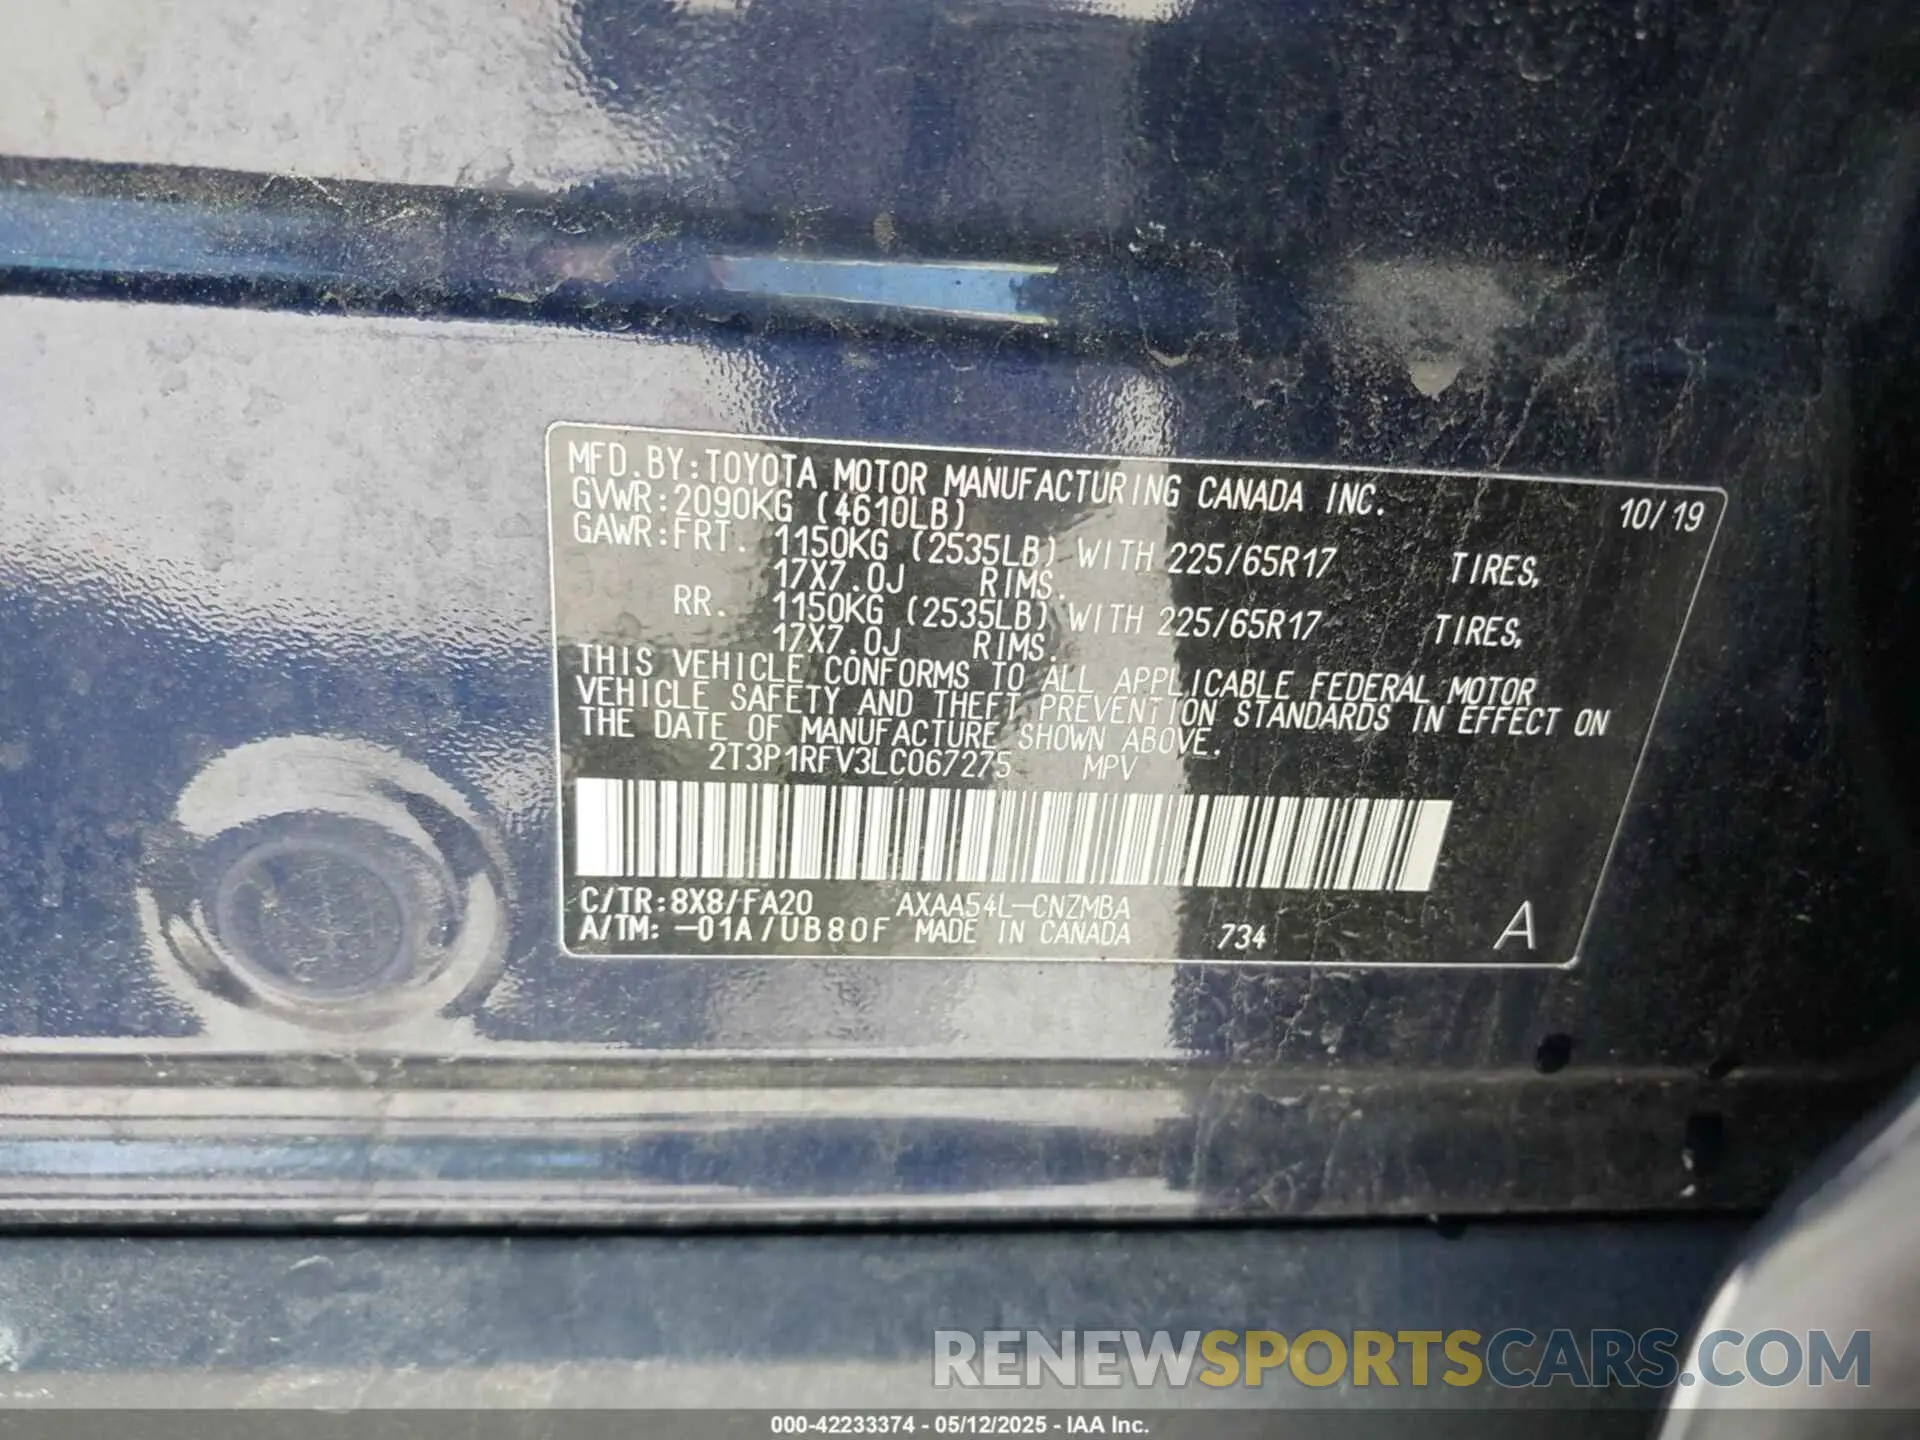 MFD.BY:TOYOTA MOTOR MANUFACTURING CANADA INC. 10/19
GVWR:2090KG (4610LB)
GAWR:FRT. 1150KG (2535LB) WITH 225/65R17 TIRES,
17X7.0J RIMS.
RR. 1150KG (2535LB) WITH 225/65R17 TIRES,
17X7.0J RIMS.
THIS VEHICLE CONFORMS TO ALL APPLICABLE FEDERAL MOTOR
VEHICLE SAFETY AND THEFT PREVENTION STANDARDS IN EFFECT ON
THE DATE OF MANUFACTURE SHOWN ABOVE.
2T3P1RFV3LC067275 MPV
C/TR:8X8/FA20 AXAA54L-CNZMBA
A/TM: -01A/UB80F MADE IN CANADA 734 A
RENEWSPORTSCARS.COM
000-42233374 - 05/12/2025 - IAA Inc.